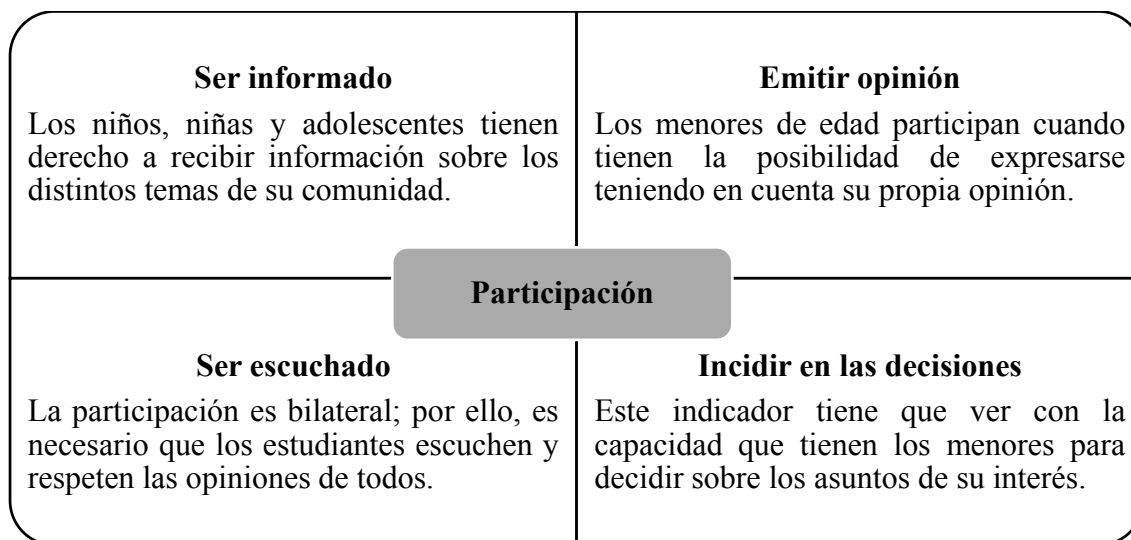 Ser informado
Los niños, niñas y adolescentes tienen
derecho a recibir información sobre los
distintos temas de su comunidad.
Emitir opinión
Los menores de edad participan cuando
tienen la posibilidad de expresarse
teniendo en cuenta su propia opinión.
Participación
Ser escuchado
La participación es bilateral; por ello, es
necesario que los estudiantes escuchen y
respeten las opiniones de todos.
Incidir en las decisiones
Este indicador tiene que ver con la
capacidad que tienen los menores para
decidir sobre los asuntos de su interés.